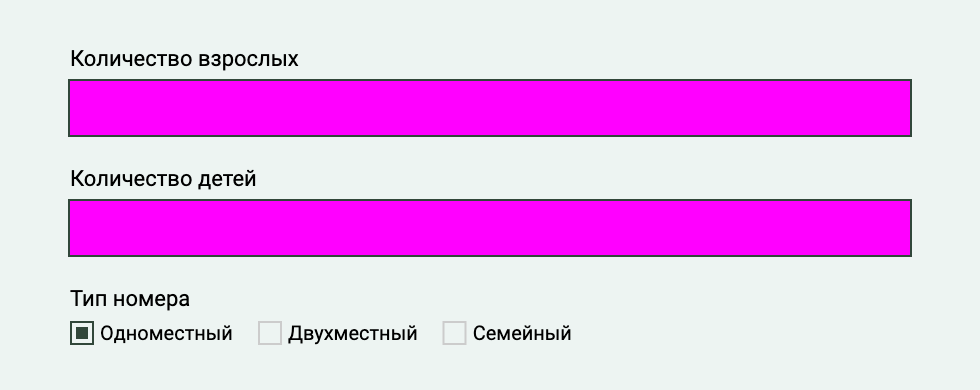 Количество взрослых
Количество детей
Тип номера
Одноместный Двухместный Семейный